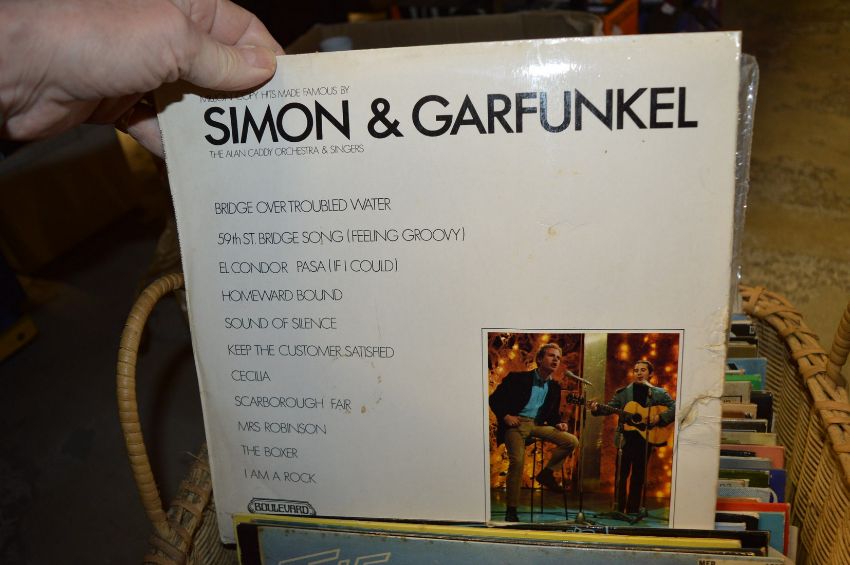 HITS MADE FAMOUS BY
SIMON & GARFUNKEL
THE ALAN CADDY ORCHESTRA & SINGERS
BRIDGE OVER TROUBLED WATER
59th ST. BRIDGE SONG (FEELING GROOVY)
EL CONDOR PASA (IF I COULD)
HOMEWARD BOUND
SOUND OF SILENCE
KEEP THE CUSTOMER SATISFIED
CECILIA
SCARBOROUGH FAIR
MRS ROBINSON
THE BOXER
I AM A ROCK
BOULEVARD
MFP